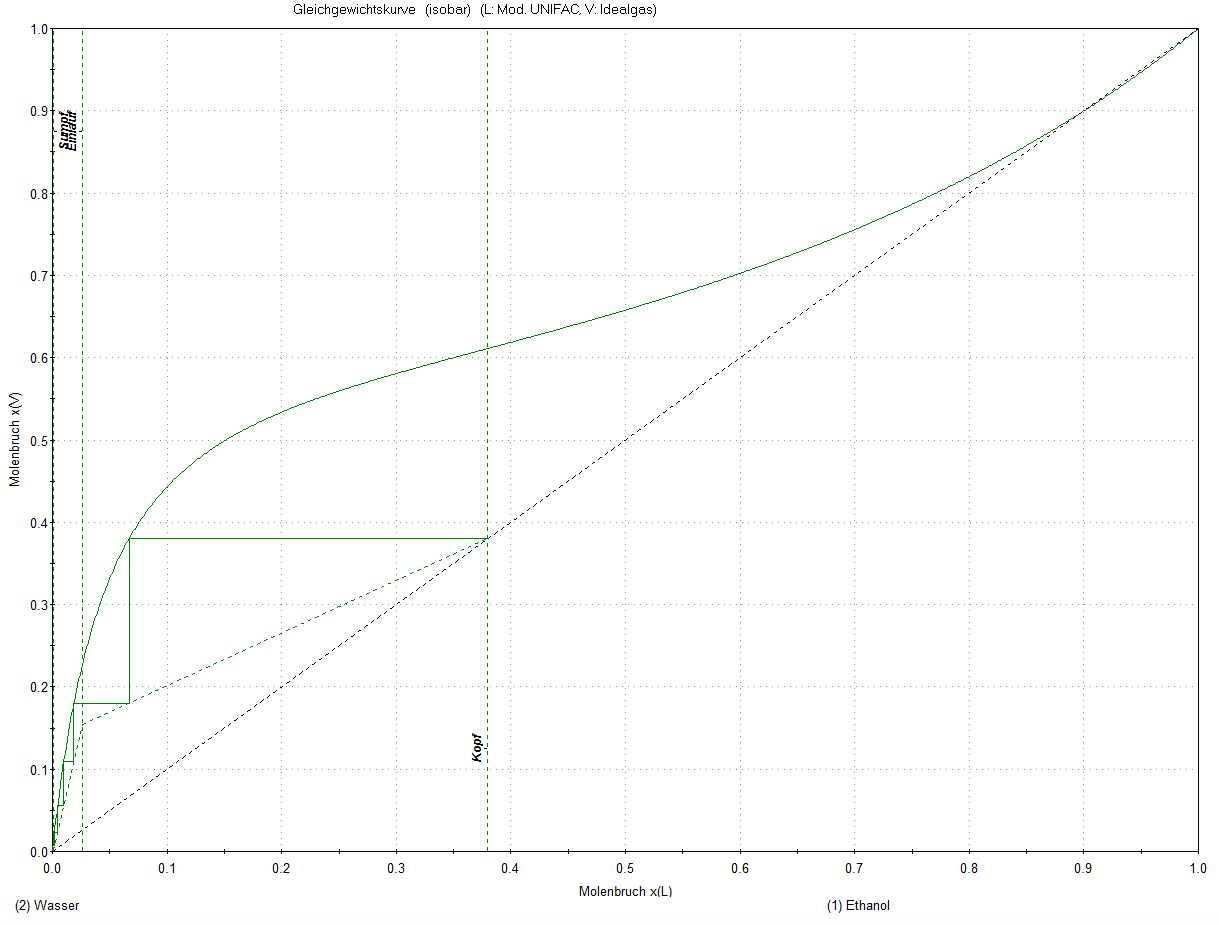 Gleichgewichtskurve (isobar) (L: Mod. UNIFAC, V: Idealgas)
1.0
0.9
Sumpf
Einlauf
0.8
0.7
0.6
Molenbruch x(V)
0.5
0.4
0.3
0.2
Kopf
0.1
0.0
0.0 0.1 0.2 0.3 0.4 0.5 0.6 0.7 0.8 0.9 1.0
Molenbruch x(L)
(2) Wasser (1) Ethanol